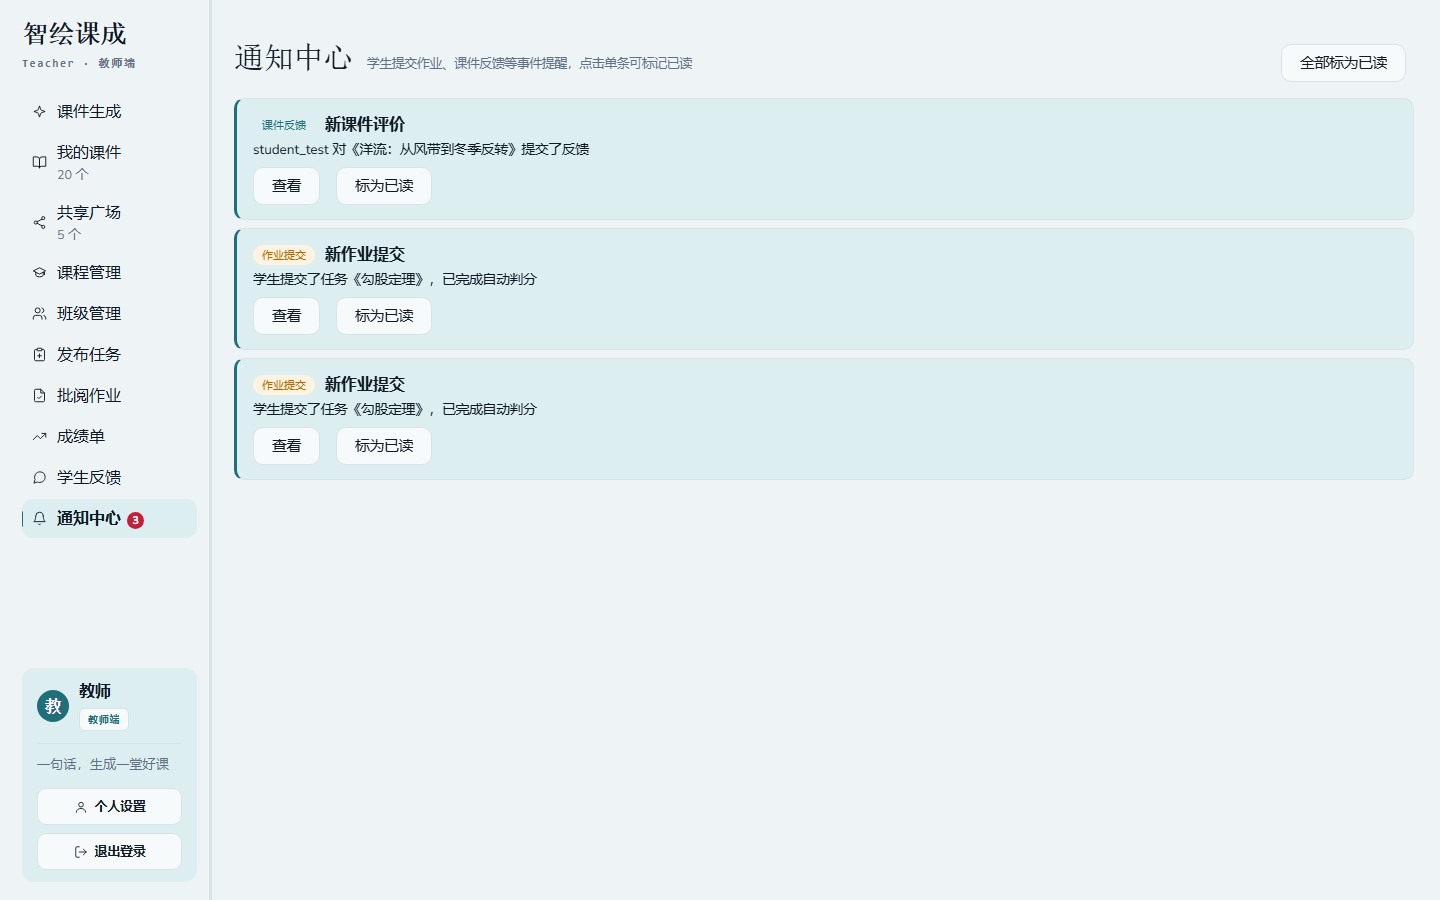 智绘课成
Teacher · 教师端
课件生成
我的课件
20 个
共享广场
5 个
课程管理
班级管理
发布任务
批阅作业
成绩单
学生反馈
通知中心 3
教
教师
教师端
一句话，生成一堂好课
个人设置
退出登录
通知中心 学生提交作业、课件反馈等事件提醒，点击单条可标记已读
全部标为已读
课件反馈 新课件评价
student_test 对《洋流：从风带到冬季反转》提交了反馈
查看 标为已读
作业提交 新作业提交
学生提交了任务《勾股定理》，已完成自动判分
查看 标为已读
作业提交 新作业提交
学生提交了任务《勾股定理》，已完成自动判分
查看 标为已读